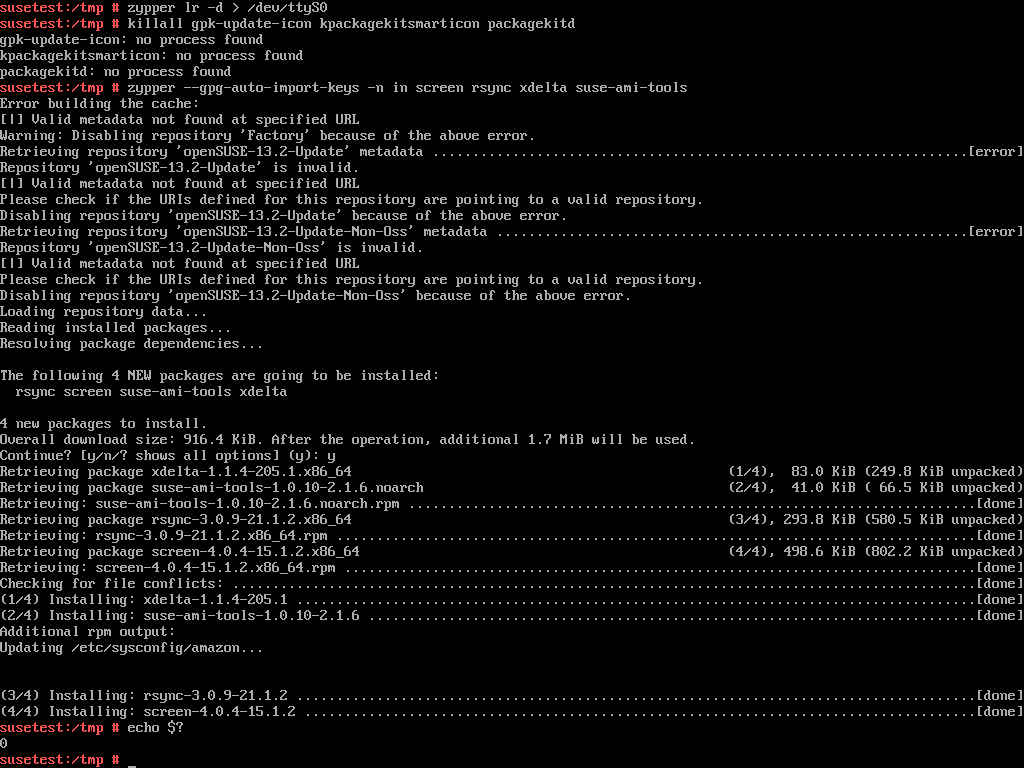 susetest:/tmp # zypper lr -d > /dev/ttyS0
susetest:/tmp # killall gpk-update-icon kpackagekitsmarticon packagekitd
gpk-update-icon: no process found
kpackagekitsmarticon: no process found
packagekitd: no process found
susetest:/tmp # zypper --gpg-auto-import-keys -n in screen rsync xdelta suse-ami-tools
Error building the cache:
[|] Valid metadata not found at specified URL
Warning: Disabling repository 'Factory' because of the above error.
Retrieving repository 'openSUSE-13.2-Update' metadata ...................................................................[error]
Repository 'openSUSE-13.2-Update' is invalid.
[|] Valid metadata not found at specified URL
Please check if the URIs defined for this repository are pointing to a valid repository.
Disabling repository 'openSUSE-13.2-Update' because of the above error.
Retrieving repository 'openSUSE-13.2-Update-Non-Oss' metadata ...........................................................[error]
Repository 'openSUSE-13.2-Update-Non-Oss' is invalid.
[|] Valid metadata not found at specified URL
Please check if the URIs defined for this repository are pointing to a valid repository.
Disabling repository 'openSUSE-13.2-Update-Non-Oss' because of the above error.
Loading repository data...
Reading installed packages...
Resolving package dependencies...
The following 4 NEW packages are going to be installed:
  rsync screen suse-ami-tools xdelta
4 new packages to install.
Overall download size: 916.4 KiB. After the operation, additional 1.7 MiB will be used.
Continue? [y/n/? shows all options] (y): y
Retrieving package xdelta-1.1.4-205.1.x86_64                                               (1/4),  83.0 KiB (249.8 KiB unpacked)
Retrieving package suse-ami-tools-1.0.10-2.1.6.noarch                                      (2/4),  41.0 KiB ( 66.5 KiB unpacked)
Retrieving: suse-ami-tools-1.0.10-2.1.6.noarch.rpm .......................................................................[done]
Retrieving package rsync-3.0.9-21.1.2.x86_64                                               (3/4), 293.8 KiB (580.5 KiB unpacked)
Retrieving: rsync-3.0.9-21.1.2.x86_64.rpm ................................................................................[done]
Retrieving package screen-4.0.4-15.1.2.x86_64                                              (4/4), 498.6 KiB (802.2 KiB unpacked)
Retrieving: screen-4.0.4-15.1.2.x86_64.rpm ...............................................................................[done]
Checking for file conflicts: .............................................................................................[done]
(1/4) Installing: xdelta-1.1.4-205.1 .....................................................................................[done]
(2/4) Installing: suse-ami-tools-1.0.10-2.1.6 ............................................................................[done]
Additional rpm output:
Updating /etc/sysconfig/amazon...
(3/4) Installing: rsync-3.0.9-21.1.2 .....................................................................................[done]
(4/4) Installing: screen-4.0.4-15.1.2 ....................................................................................[done]
susetest:/tmp # echo $?
0
susetest:/tmp # _